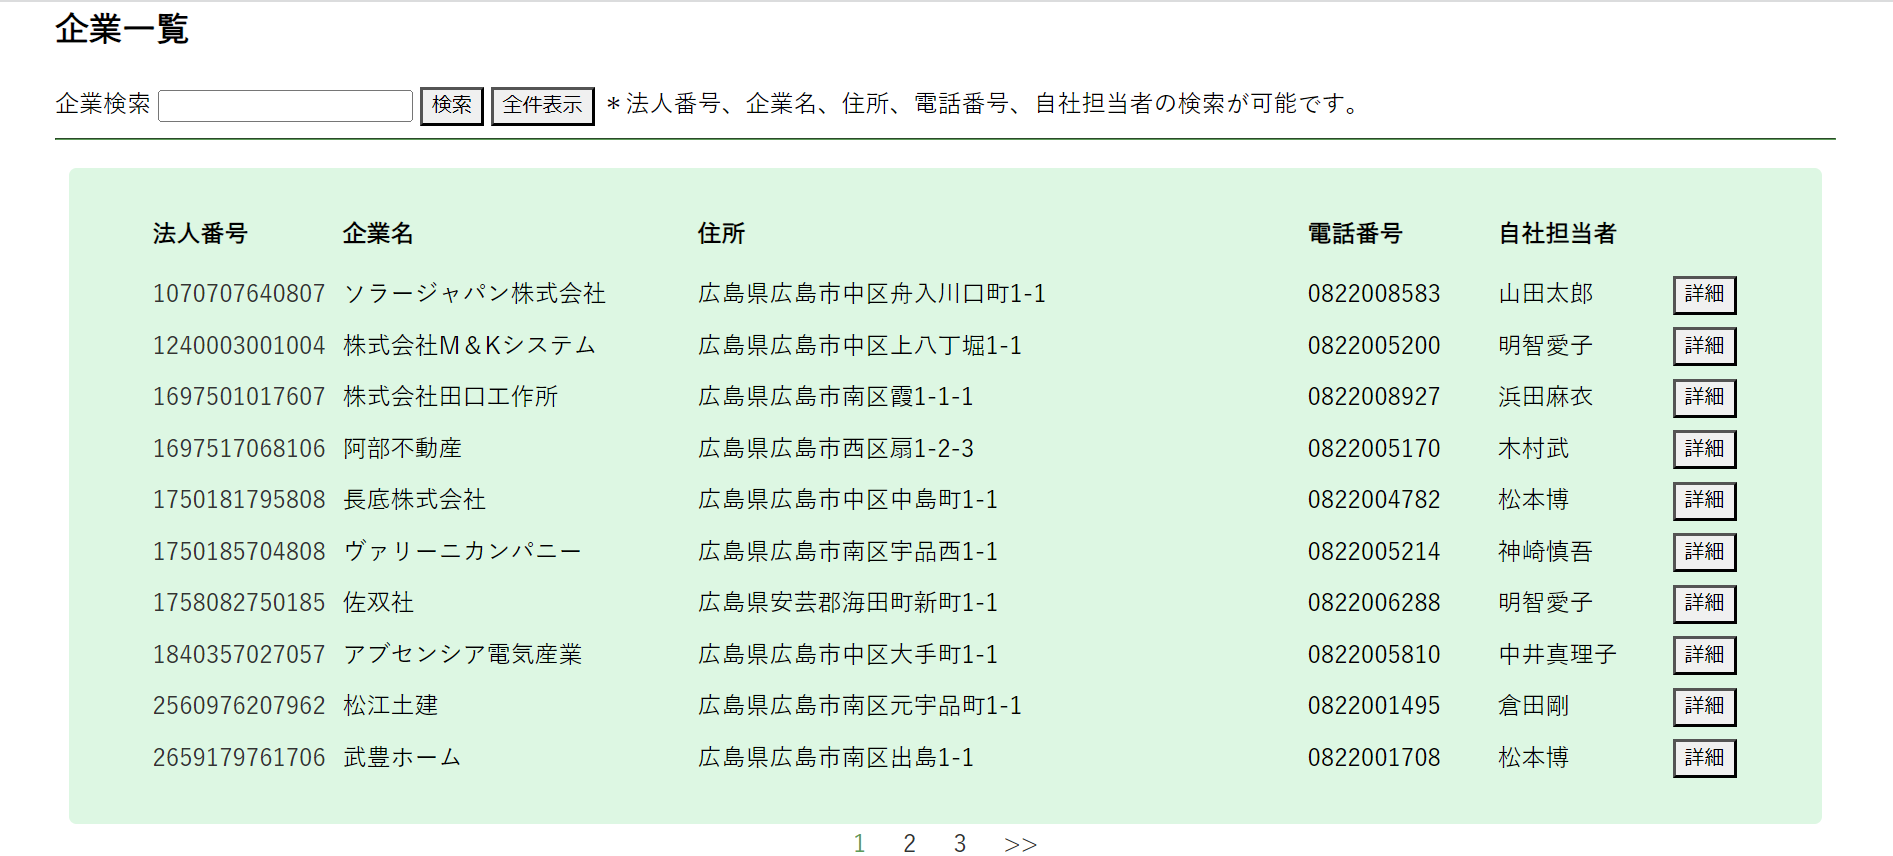 企業一覧
企業検索 検索 全件表示 ＊法人番号、企業名、住所、電話番号、自社担当者の検索が可能です。
法人番号 企業名 住所 電話番号 自社担当者
1070707640807 ソラージャパン株式会社 広島県広島市中区舟入川口町1-1 0822008583 山田太郎 詳細
1240003001004 株式会社M＆Kシステム 広島県広島市中区上八丁堀1-1 0822005200 明智愛子 詳細
1697501017607 株式会社田口工作所 広島県広島市南区霞1-1-1 0822008927 浜田麻衣 詳細
1697517068106 阿部不動産 広島県広島市西区扇1-2-3 0822005170 木村武 詳細
1750181795808 長底株式会社 広島県広島市中区中島町1-1 0822004782 松本博 詳細
1750185704808 ヴァリーニカンパニー 広島県広島市南区宇品西1-1 0822005214 神崎慎吾 詳細
1758082750185 佐双社 広島県安芸郡海田町新町1-1 0822006288 明智愛子 詳細
1840357027057 アブセンシア電気産業 広島県広島市中区大手町1-1 0822005810 中井真理子 詳細
2560976207962 松江土建 広島県広島市南区元宇品町1-1 0822001495 倉田剛 詳細
2659179761706 武豊ホーム 広島県広島市南区出島1-1 0822001708 松本博 詳細
1 2 3 >>